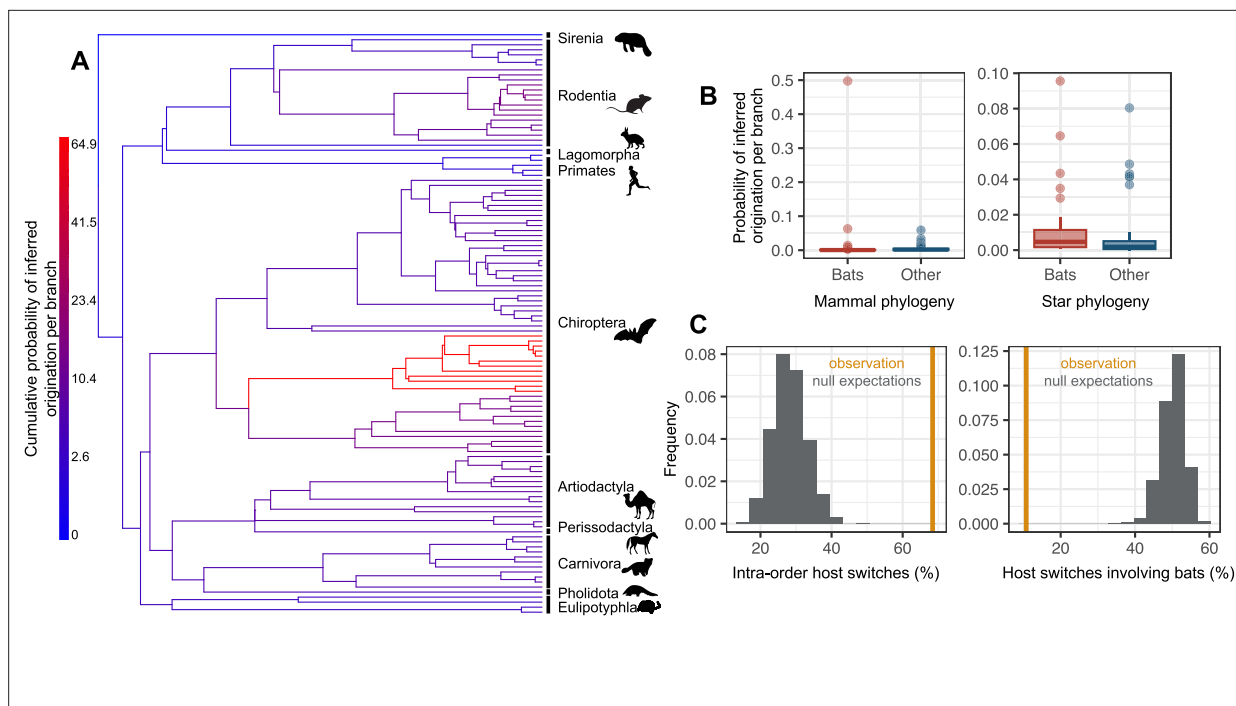 A
Cumulative probability of inferred
origination per branch
64.9
41.5
23.4
10.4
2.6
0
Sirenia
Rodentia
Lagomorpha
Primates
Chiroptera
Artiodactyla
Perissodactyla
Carnivora
Pholidota
Eulipotyphla
B
Probability of inferred
origination per branch
0.5
0.4
0.3
0.2
0.1
0.0
Bats Other
Mammal phylogeny
0.10
0.08
0.06
0.04
0.02
0.00
Bats Other
Star phylogeny
C
Frequency
0.08
0.06
0.04
0.02
0.00
observation
null expectations
20 40 60
Intra-order host switches (%)
0.125
0.100
0.075
0.050
0.025
0.000
observation
null expectations
20 40 60
Host switches involving bats (%)